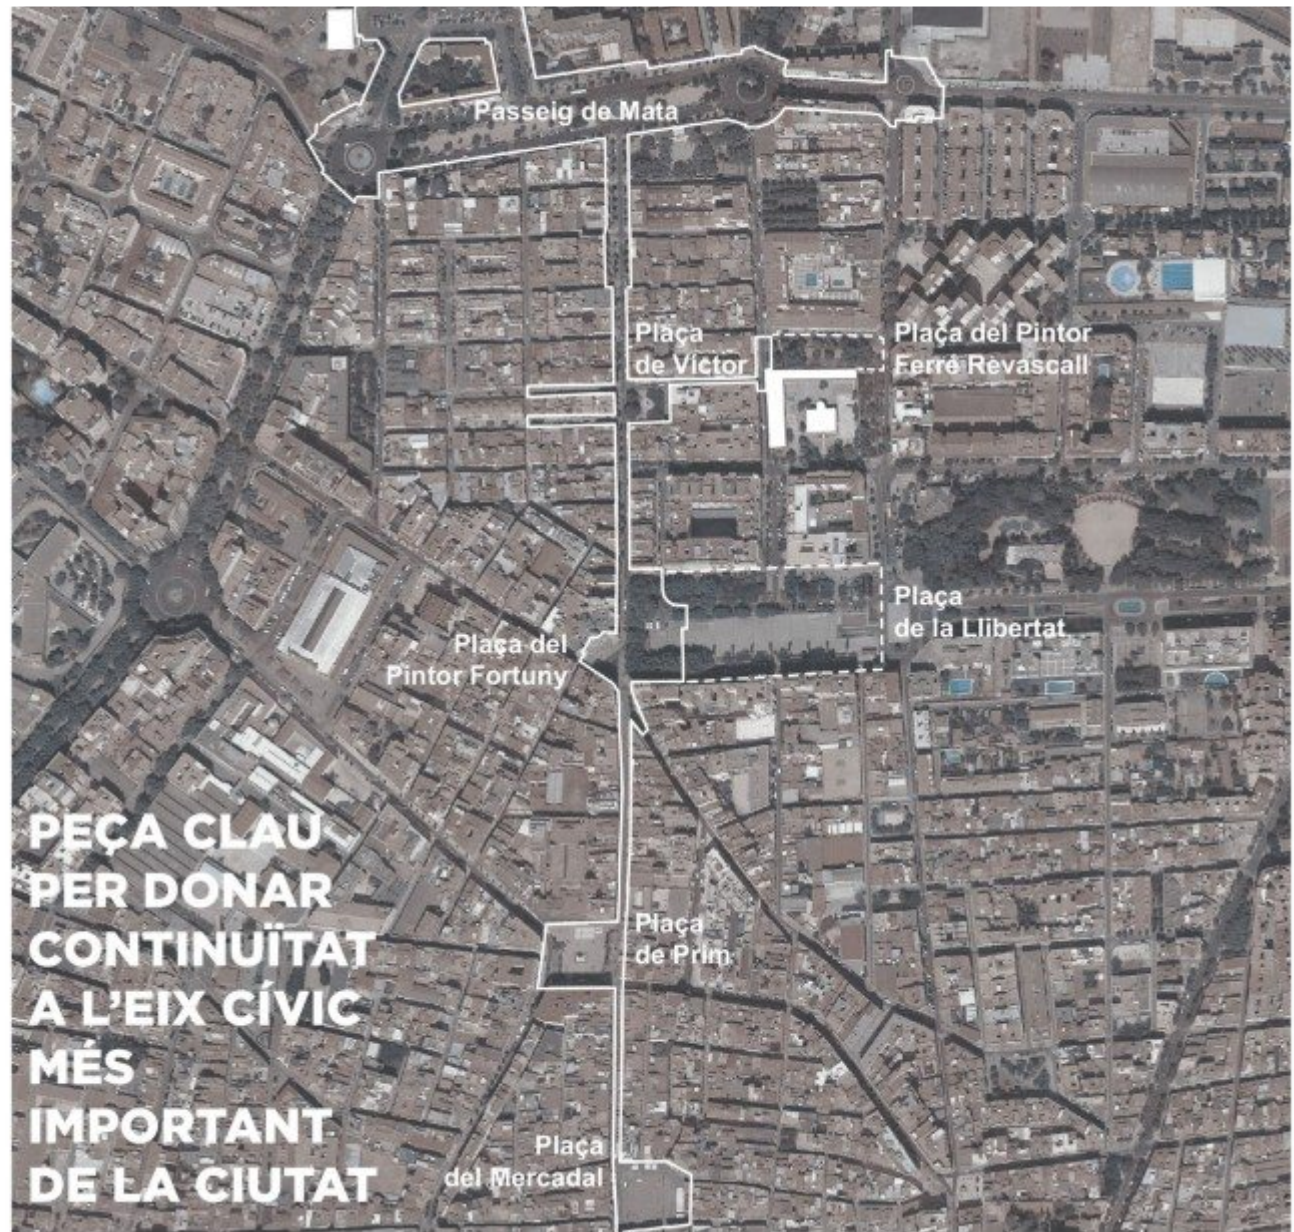 Passeig de Mata
Plaça
de Víctor
Plaça del Pintor
Ferré Revascall
Plaça
de la Llibertat
Plaça del
Pintor Fortuny
PEÇA CLAU
PER DONAR
CONTINUÏTAT
A L'EIX CÍVIC
MÉS
IMPORTANT
DE LA CIUTAT
Plaça
de Prim
Plaça
del Mercadal